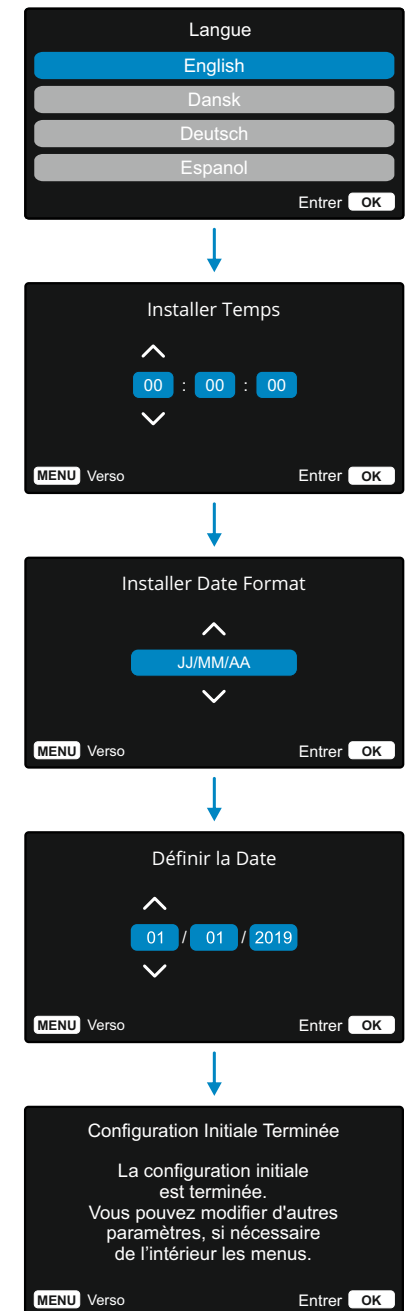 Langue
English
Dansk
Deutsch
Espanol
Entrer OK
Installer Temps
00 : 00 : 00
MENU Verso Entrer OK
Installer Date Format
JJ/MM/AA
MENU Verso Entrer OK
Définir la Date
01 / 01 / 2019
MENU Verso Entrer OK
Configuration Initiale Terminée
La configuration initiale
est terminée.
Vous pouvez modifier d'autres
paramètres, si nécessaire
de l’intérieur les menus.
MENU Verso Entrer OK